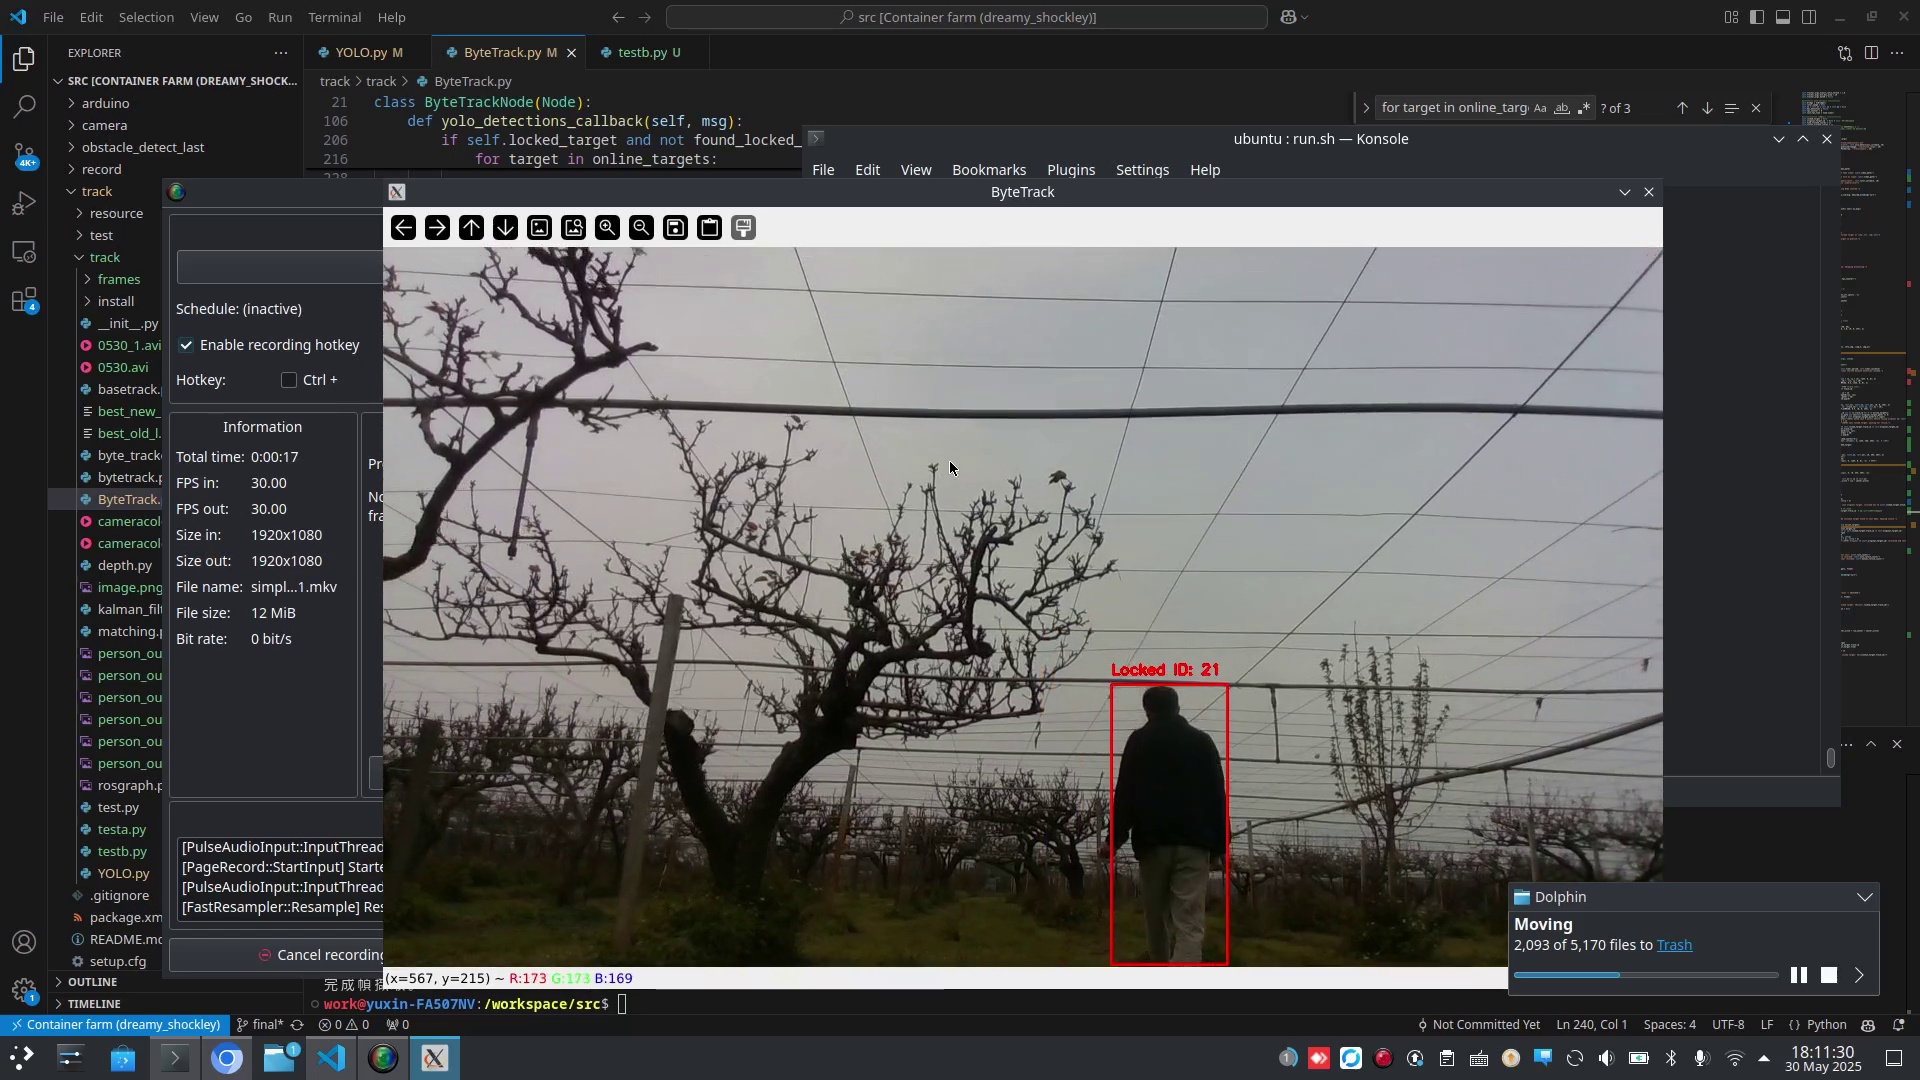 File Edit Selection View Go Run Terminal Help
src [Container farm (dreamy_shockley)]
EXPLORER
YOLO.py M
ByteTrack.py M
testb.py U
SRC [CONTAINER FARM (DREAMY_SHOCK...
track > track > ByteTrack.py
arduino
camera
obstacle_detect_last
record
track
resource
test
track
frames
install
__init__.py
0530_1.avi
0530.avi
basetrack.
best_new_
best_old_l.
byte_track
bytetrack.p
ByteTrack.
cameracol
cameracol
depth.py
image.png
kalman_filt
matching.p
person_ou
person_ou
person_ou
person_ou
person_ou
person_ou
rosgraph.p
test.py
testa.py
testb.py
YOLO.py
.gitignore
package.xm
README.md
setup.cfg
OUTLINE
TIMELINE
21 class ByteTrackNode(Node):
106 def yolo_detections_callback(self, msg):
206 if self.locked_target and not found_locked_
216 for target in online_targets:
for target in online_targ
Aa ab .*
? of 3
ubuntu : run.sh — Konsole
File Edit View Bookmarks Plugins Settings Help
ByteTrack
Schedule: (inactive)
Enable recording hotkey
Hotkey: Ctrl +
Information
Total time: 0:00:17
FPS in: 30.00
FPS out: 30.00
Size in: 1920x1080
Size out: 1920x1080
File name: simpl...1.mkv
File size: 12 MiB
Bit rate: 0 bit/s
Pr
No
fra
[PulseAudioInput::InputThread
[PageRecord::StartInput] Starte
[PulseAudioInput::InputThread
[FastResampler::Resample] Res
Cancel recording
Locked ID: 21
(x=567, y=215) ~ R:173 G:173 B:169
work@yuxin-FA507NV:/workspace/src$
Dolphin
Moving
2,093 of 5,170 files to Trash
4K+
4
1
Container farm (dreamy_shockley)
final*
0 0
0
Not Committed Yet
Ln 240, Col 1
Spaces: 4
UTF-8
LF
{} Python
1
1
18:11:30
30 May 2025